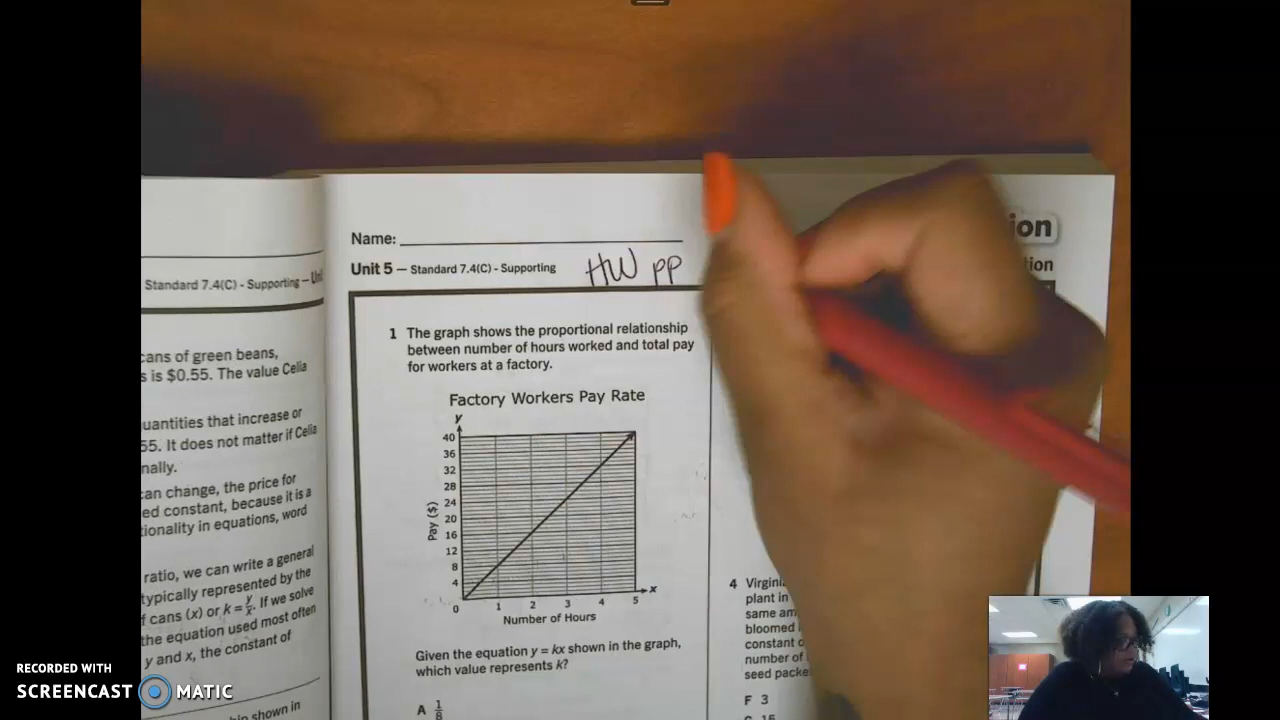 Standard 7.4(C) - Supporting –
cans of green beans,
s is $0.55. The value Celia
quantities that increase or
55. It does not matter if Celia
nally.
can change, the price for
ed constant, because it is a
tionality in equations, word
ratio, we can write a general
typically represented by the
f cans (x) or k = y/x. If we solve
the equation used most often
y and x, the constant of
shown in
Name:
Unit 5 – Standard 7.4(C) - Supporting HW PP
1 The graph shows the proportional relationship
between number of hours worked and total pay
for workers at a factory.
Factory Workers Pay Rate
y
40
36
32
28
24
20
16
12
8
4
0 1 2 3 4 5 x
Pay ($)
Number of Hours
Given the equation y = kx shown in the graph,
which value represents k?
A 1/8
ion
tion
4 Virgini
plant in
same am
bloomed
constant o
number of
seed packe
F 3
RECORDED WITH
SCREENCAST MATIC